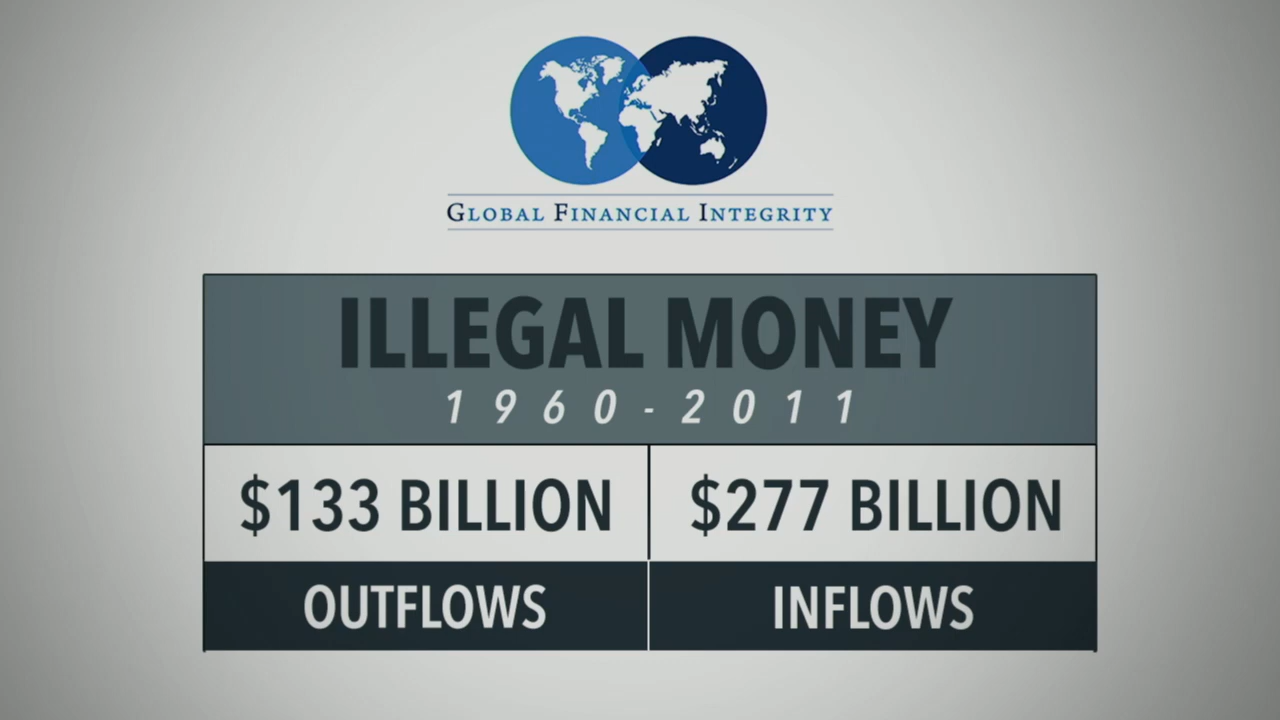 GLOBAL FINANCIAL INTEGRITY
ILLEGAL MONEY
1960-2011
$133 BILLION
$277 BILLION
OUTFLOWS
INFLOWS